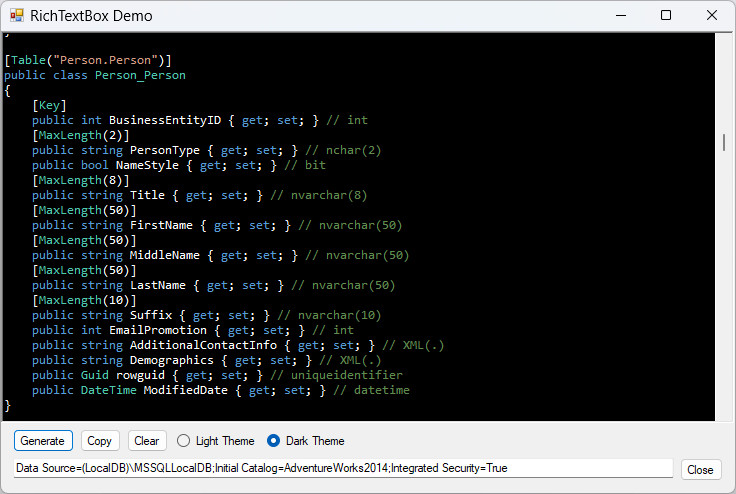 RichTextBox Demo
}
[Table("Person.Person")]
public class Person_Person
{
    [Key]
    public int BusinessEntityID { get; set; } // int
    [MaxLength(2)]
    public string PersonType { get; set; } // nchar(2)
    public bool NameStyle { get; set; } // bit
    [MaxLength(8)]
    public string Title { get; set; } // nvarchar(8)
    [MaxLength(50)]
    public string FirstName { get; set; } // nvarchar(50)
    [MaxLength(50)]
    public string MiddleName { get; set; } // nvarchar(50)
    [MaxLength(50)]
    public string LastName { get; set; } // nvarchar(50)
    [MaxLength(10)]
    public string Suffix { get; set; } // nvarchar(10)
    public int EmailPromotion { get; set; } // int
    public string AdditionalContactInfo { get; set; } // XML(.)
    public string Demographics { get; set; } // XML(.)
    public Guid rowguid { get; set; } // uniqueidentifier
    public DateTime ModifiedDate { get; set; } // datetime
}
Generate Copy Clear Light Theme Dark Theme
Data Source=(LocalDB)\MSSQLLocalDB;Initial Catalog=AdventureWorks2014;Integrated Security=True Close